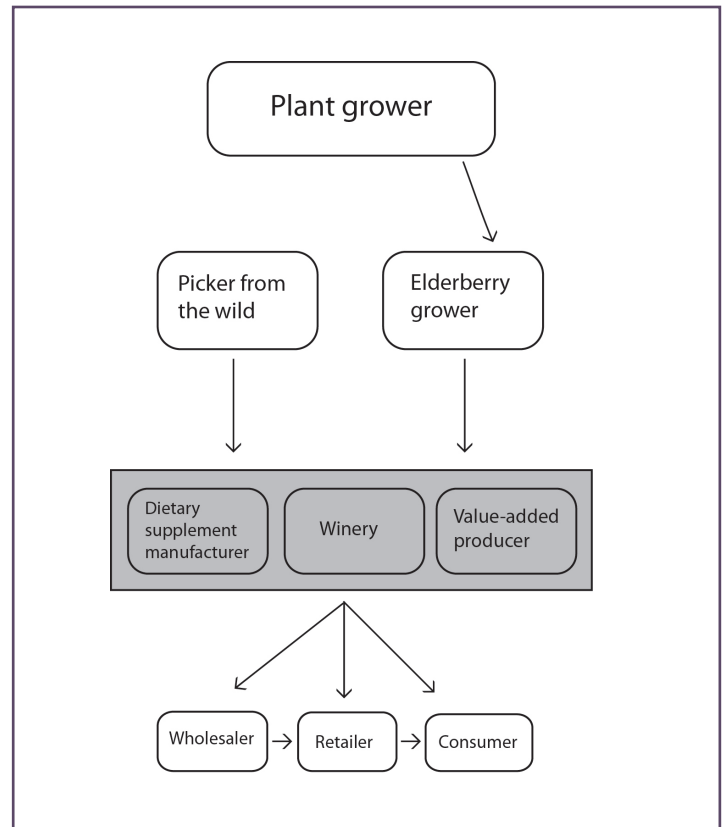 Plant grower
Picker from
the wild
Elderberry
grower
Dietary
supplement
manufacturer
Winery
Value-added
producer
Wholesaler
Retailer
Consumer